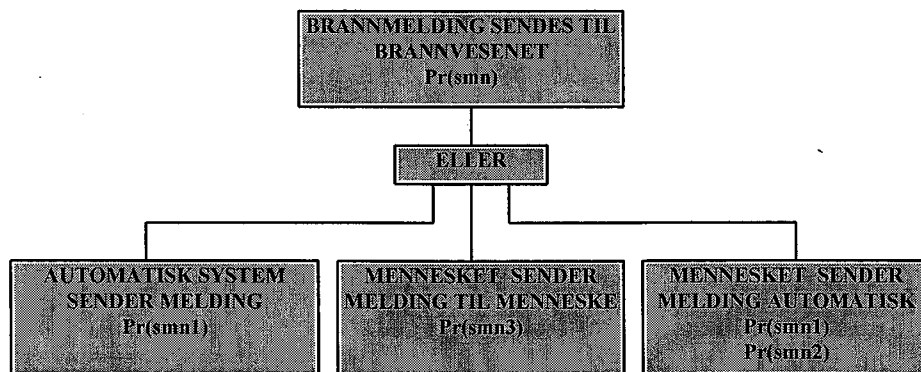 BRANNMELDING SENDES TIL
BRANNVESENET
Pr(smn)
ELLER
AUTOMATISK SYSTEM
SENDER MELDING
Pr(smn1)
MENNESKET SENDER
MELDING TIL MENNESKE
Pr(smn3)
MENNESKET SENDER
MELDING AUTOMATISK
Pr(smn1)
Pr(smn2)